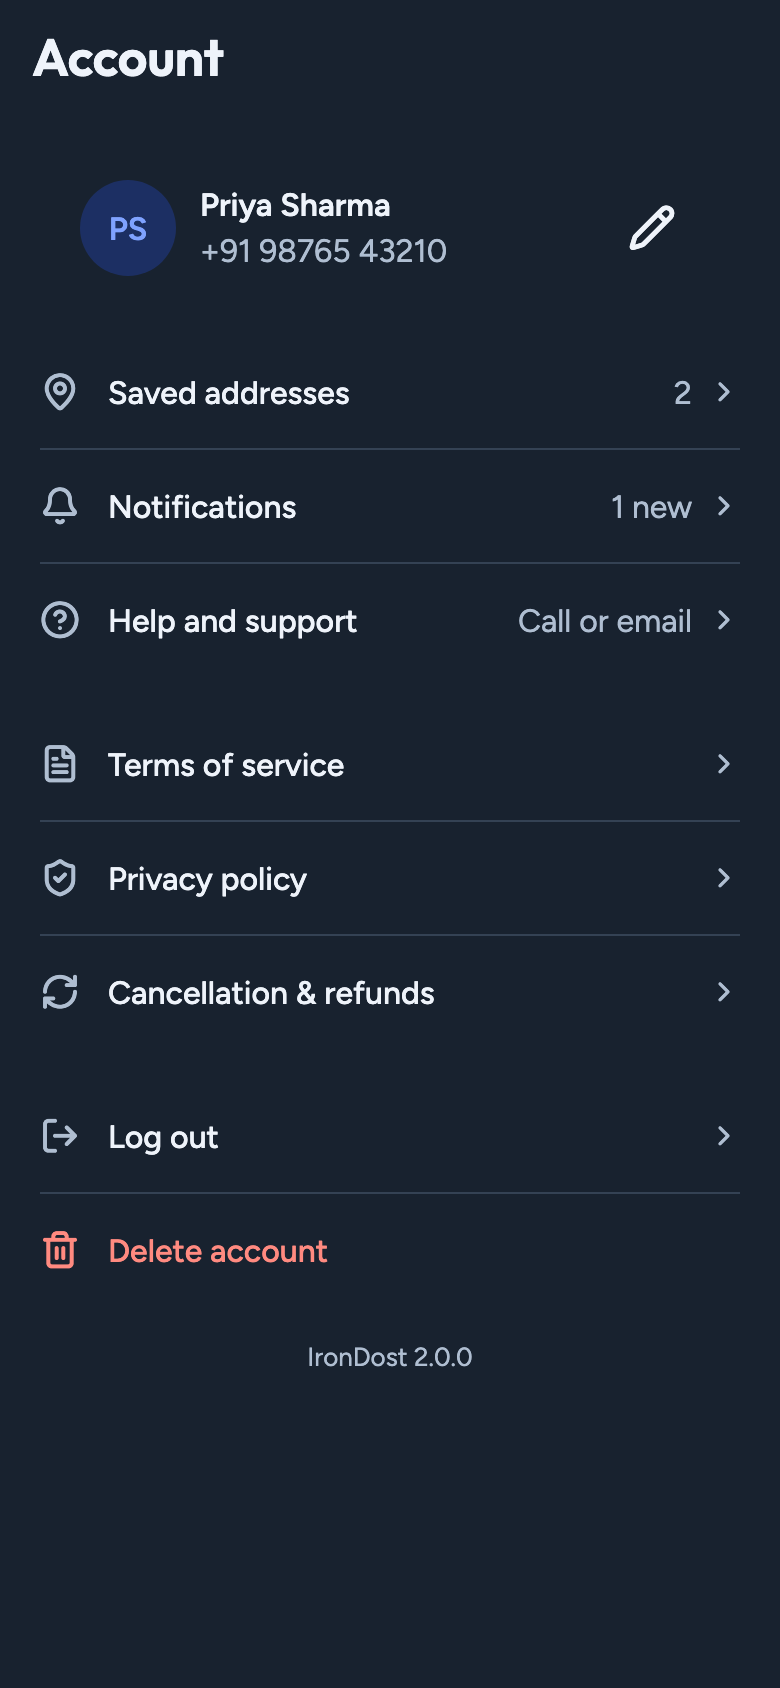 Account
PS
Priya Sharma
+91 98765 43210
Saved addresses 2
Notifications 1 new
Help and support Call or email
Terms of service
Privacy policy
Cancellation & refunds
Log out
Delete account
IronDost 2.0.0